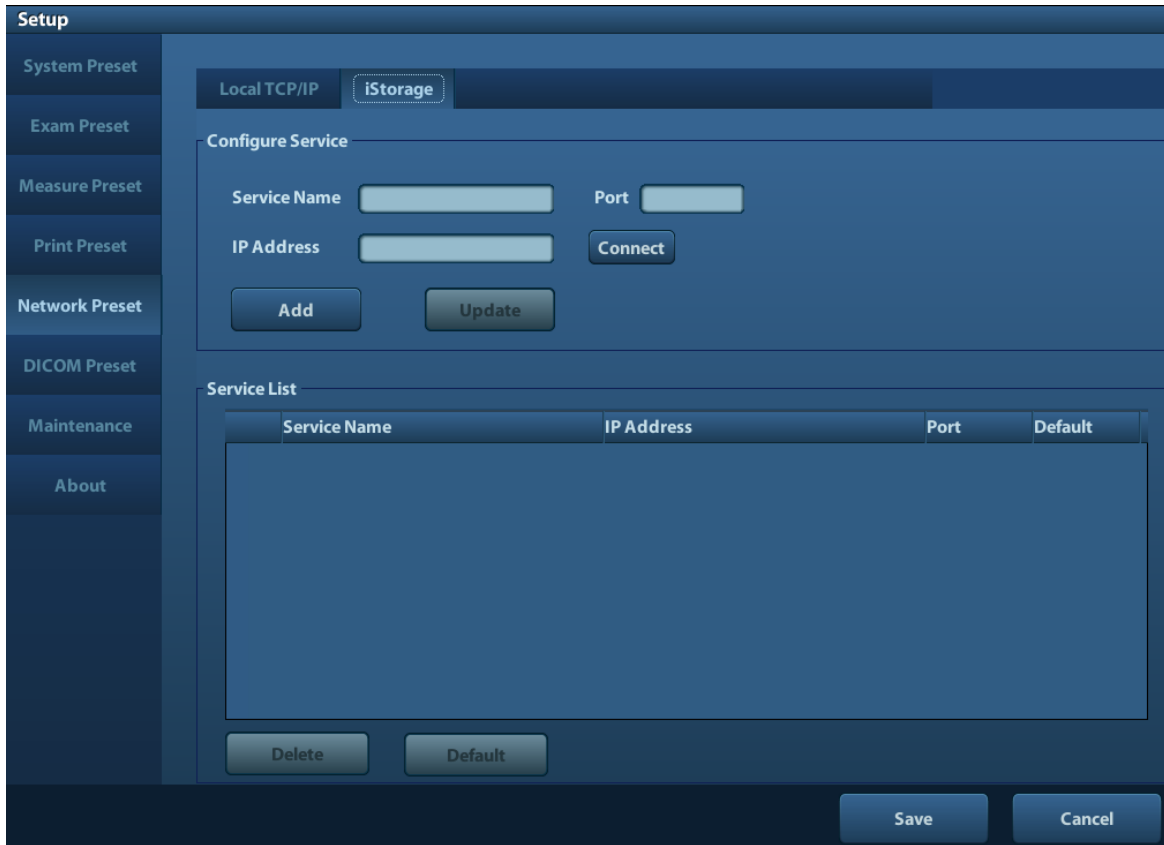 Setup
System Preset
Exam Preset
Measure Preset
Print Preset
Network Preset
DICOM Preset
Maintenance
About
Local TCP/IP iStorage
Configure Service
Service Name Port
IP Address Connect
Add Update
Service List
Service Name IP Address Port Default
Delete Default
Save Cancel